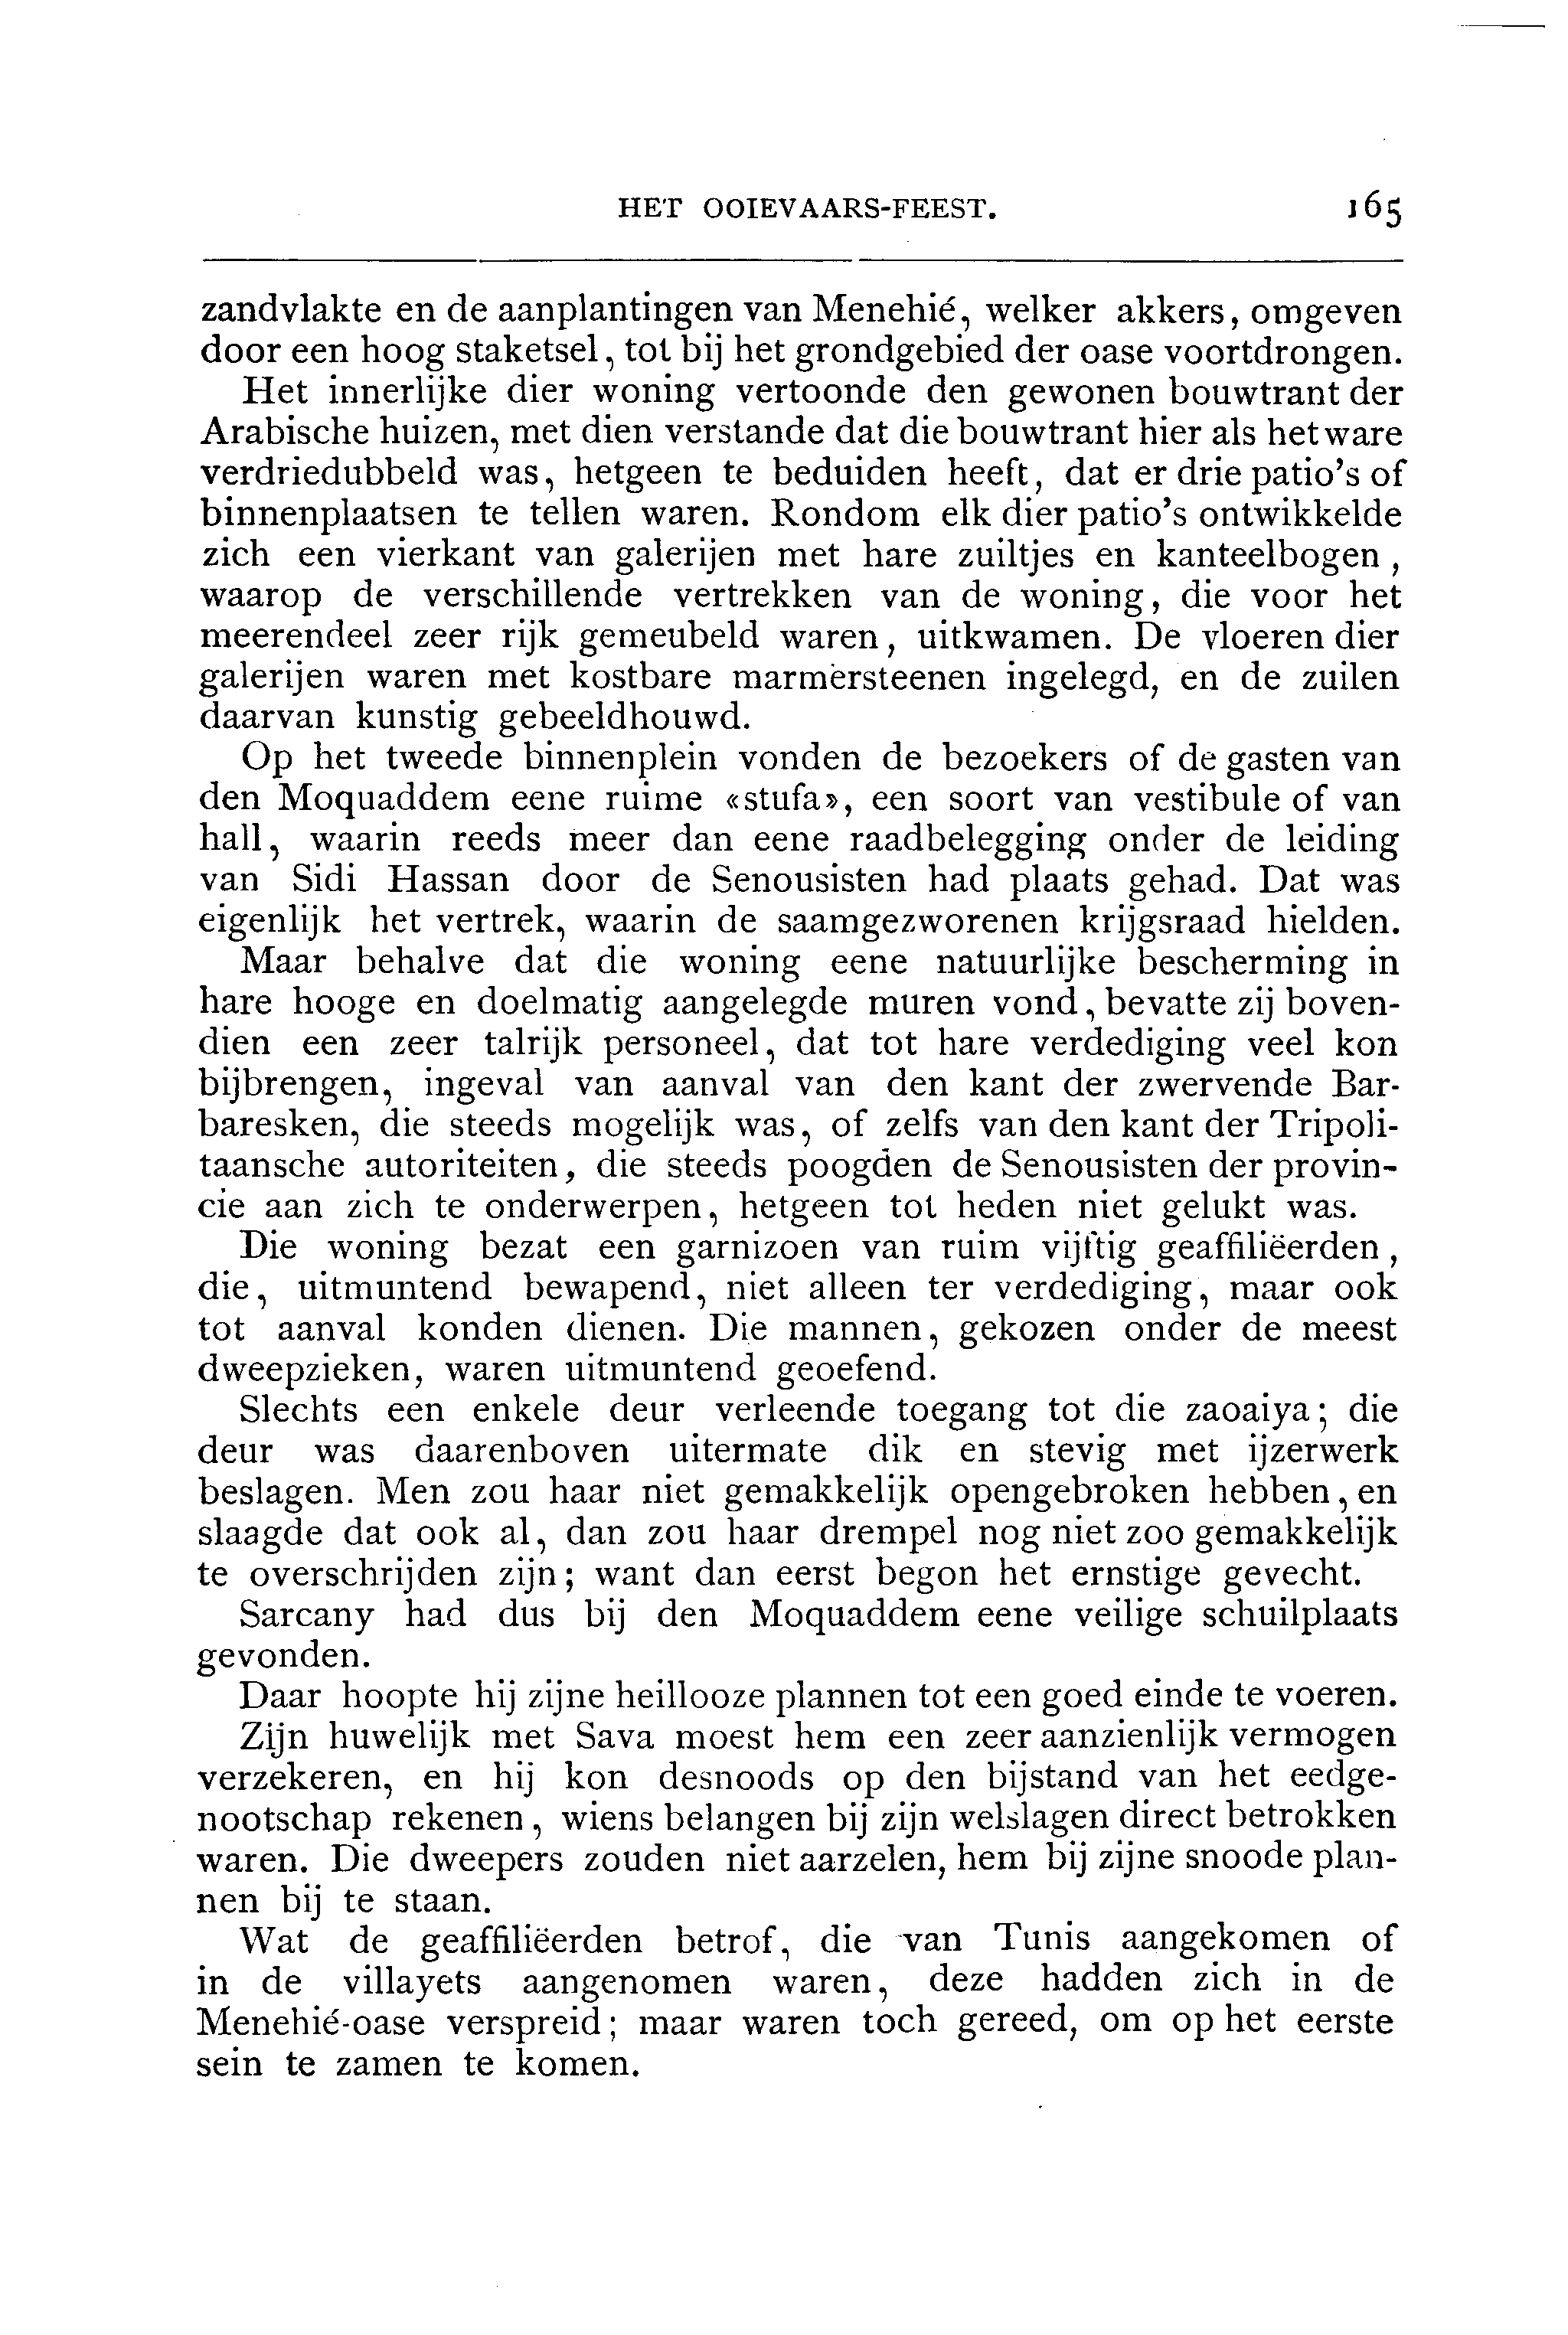 HET OOIEVAARS-FEEST. 165
zandvlakte en de aanplantingen van Menehié, welker akkers, omgeven
door een hoog staketsel, tot bij het grondgebied der oase voortdrongen.
Het innerlijke dier woning vertoonde den gewonen bouwtrant der
Arabische huizen, met dien verstande dat die bouwtrant hier als het ware
verdriedubbeld was, hetgeen te beduiden heeft, dat er drie patio's of
binnenplaatsen te tellen waren. Rondom elk dier patio's ontwikkelde
zich een vierkant van galerijen met hare zuiltjes en kanteelbogen,
waarop de verschillende vertrekken van de woning, die voor het
meerendeel zeer rijk gemeubeld waren, uitkwamen. De vloeren dier
galerijen waren met kostbare marmersteenen ingelegd, en de zuilen
daarvan kunstig gebeeldhouwd.
Op het tweede binnenplein vonden de bezoekers of de gasten van
den Moquaddem eene ruime «stufa», een soort van vestibule of van
hall, waarin reeds meer dan eene raadbelegging onder de leiding
van Sidi Hassan door de Senousisten had plaats gehad. Dat was
eigenlijk het vertrek, waarin de saamgezworenen krijgsraad hielden.
Maar behalve dat die woning eene natuurlijke bescherming in
hare hooge en doelmatig aangelegde muren vond, bevatte zij boven-
dien een zeer talrijk personeel, dat tot hare verdediging veel kon
bijbrengen, ingeval van aanval van den kant der zwervende Bar-
baresken, die steeds mogelijk was, of zelfs van den kant der Tripoli-
taansche autoriteiten, die steeds poogden de Senousisten der provin-
cie aan zich te onderwerpen, hetgeen tot heden niet gelukt was.
Die woning bezat een garnizoen van ruim vijftig geaffiliëerden,
die, uitmuntend bewapend, niet alleen ter verdediging, maar ook
tot aanval konden dienen. Die mannen, gekozen onder de meest
dweepzieken, waren uitmuntend geoefend.
Slechts een enkele deur verleende toegang tot die zaoaiya; die
deur was daarenboven uitermate dik en stevig met ijzerwerk
beslagen. Men zou haar niet gemakkelijk opengebroken hebben, en
slaagde dat ook al, dan zou haar drempel nog niet zoo gemakkelijk
te overschrijden zijn; want dan eerst begon het ernstige gevecht.
Sarcany had dus bij den Moquaddem eene veilige schuilplaats
gevonden.
Daar hoopte hij zijne heillooze plannen tot een goed einde te voeren.
Zijn huwelijk met Sava moest hem een zeer aanzienlijk vermogen
verzekeren, en hij kon desnoods op den bijstand van het eedge-
nootschap rekenen, wiens belangen bij zijn welslagen direct betrokken
waren. Die dweepers zouden niet aarzelen, hem bij zijne snoode plan-
nen bij te staan.
Wat de geaffiliëerden betrof, die van Tunis aangekomen of
in de villayets aangenomen waren, deze hadden zich in de
Menehié-oase verspreid; maar waren toch gereed, om op het eerste
sein te zamen te komen.